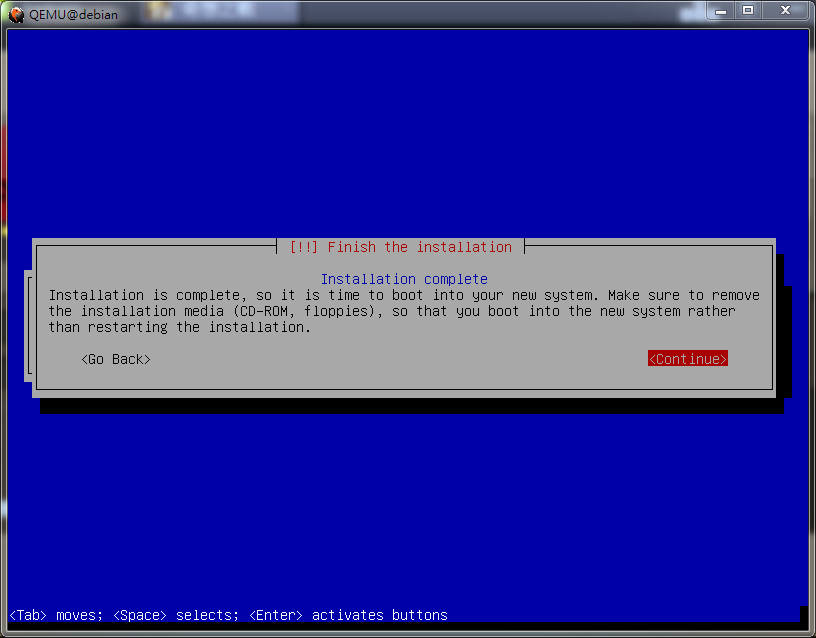 QEMU@debian
[!!] Finish the installation
Installation complete
Installation is complete, so it is time to boot into your new system. Make sure to remove
the installation media (CD-ROM, floppies), so that you boot into the new system rather
than restarting the installation.
<Go Back> <Continue>
<Tab> moves; <Space> selects; <Enter> activates buttons